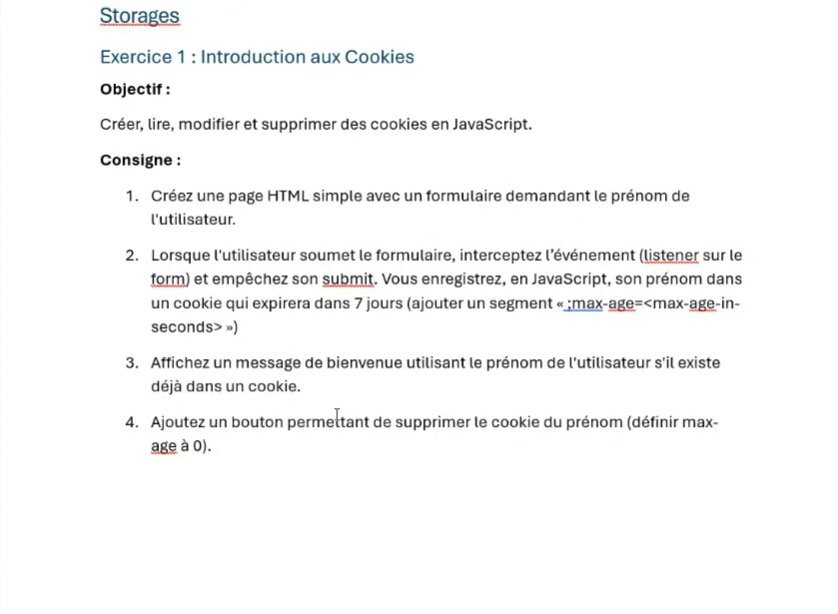 Storages
Exercice 1 : Introduction aux Cookies
Objectif :
Créer, lire, modifier et supprimer des cookies en JavaScript.
Consigne :
1. Créez une page HTML simple avec un formulaire demandant le prénom de
l'utilisateur.
2. Lorsque l'utilisateur soumet le formulaire, interceptez l’événement (listener sur le
form) et empêchez son submit. Vous enregistrez, en JavaScript, son prénom dans
un cookie qui expirera dans 7 jours (ajouter un segment « ;max-age=<max-age-in-
seconds> »)
3. Affichez un message de bienvenue utilisant le prénom de l'utilisateur s'il existe
déjà dans un cookie.
4. Ajoutez un bouton permettant de supprimer le cookie du prénom (définir max-
age à 0).